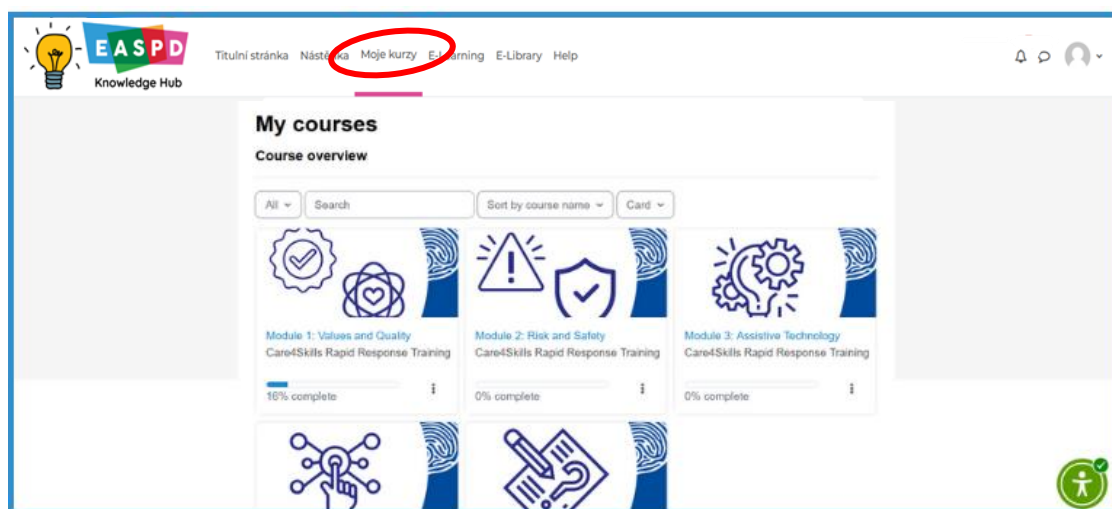 EASPD
Knowledge Hub
Titulní stránka Nástěnka Moje kurzy E-Learning E-Library Help
My courses
Course overview
All Search Sort by course name Card
Module 1: Values and Quality Module 2: Risk and Safety Module 3: Assistive Technology
Care4Skills Rapid Response Training Care4Skills Rapid Response Training Care4Skills Rapid Response Training
16% complete 0% complete 0% complete